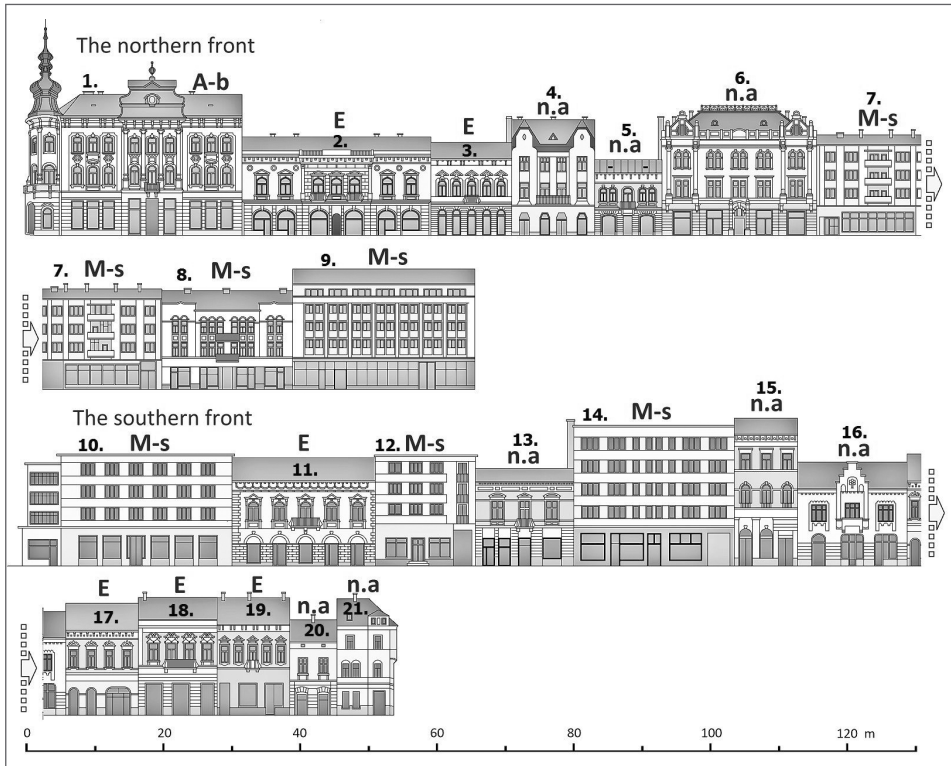 The northern front
1. A-b
E
2.
E
3.
4.
n.a
5.
n.a
6.
n.a
7.
M-s
7. M-s
8. M-s
9. M-s
The southern front
10. M-s
E
11.
12. M-s
13.
n.a
14. M-s
15.
n.a
16.
n.a
E
17.
E
18.
E
19.
n.a
20.
n.a
21.
0 20 40 60 80 100 120 m